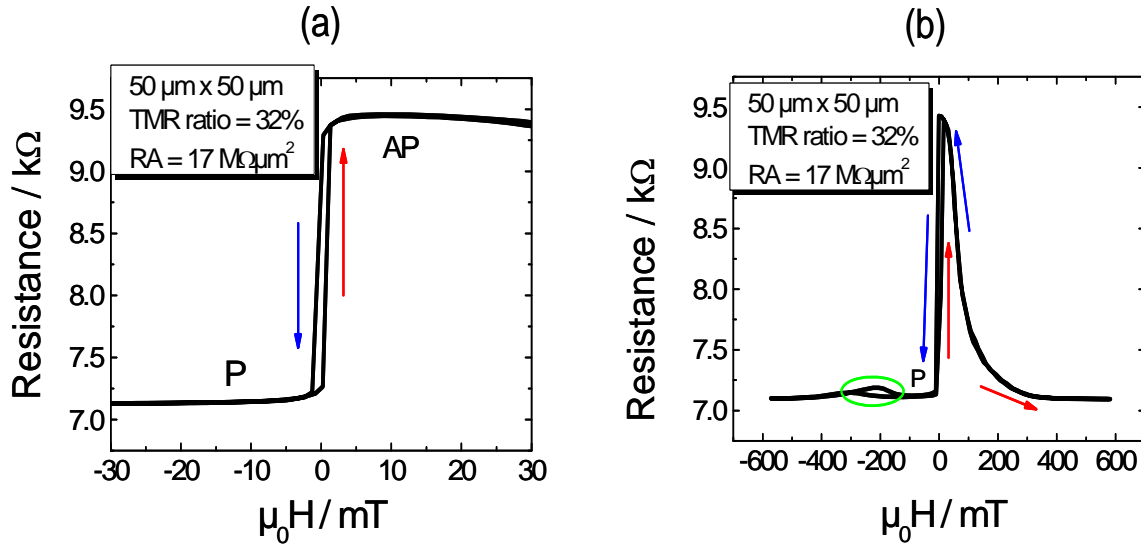 (a)
50 μm x 50 μm
TMR ratio = 32%
RA = 17 MΩμm²
9.5
9.0
8.5
8.0
7.5
7.0
Resistance / kΩ
AP
P
-30 -20 -10 0 10 20 30
μ₀H / mT
(b)
50 μm x 50 μm
TMR ratio = 32%
RA = 17 MΩμm²
9.5
9.0
8.5
8.0
7.5
7.0
Resistance / kΩ
P
-600 -400 -200 0 200 400 600
μ₀H / mT